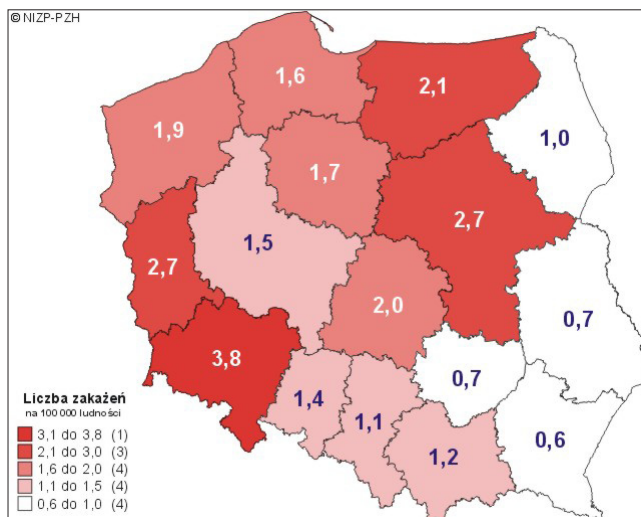 © NIZP-PZH
1,6
2,1
1,9
1,0
1,7
2,7
1,5
2,7
2,0
0,7
3,8
0,7
1,4
1,1
0,6
1,2
Liczba zakażeń
na 100 000 ludności
3,1 do 3,8 (1)
2,1 do 3,0 (3)
1,6 do 2,0 (4)
1,1 do 1,5 (4)
0,6 do 1,0 (4)